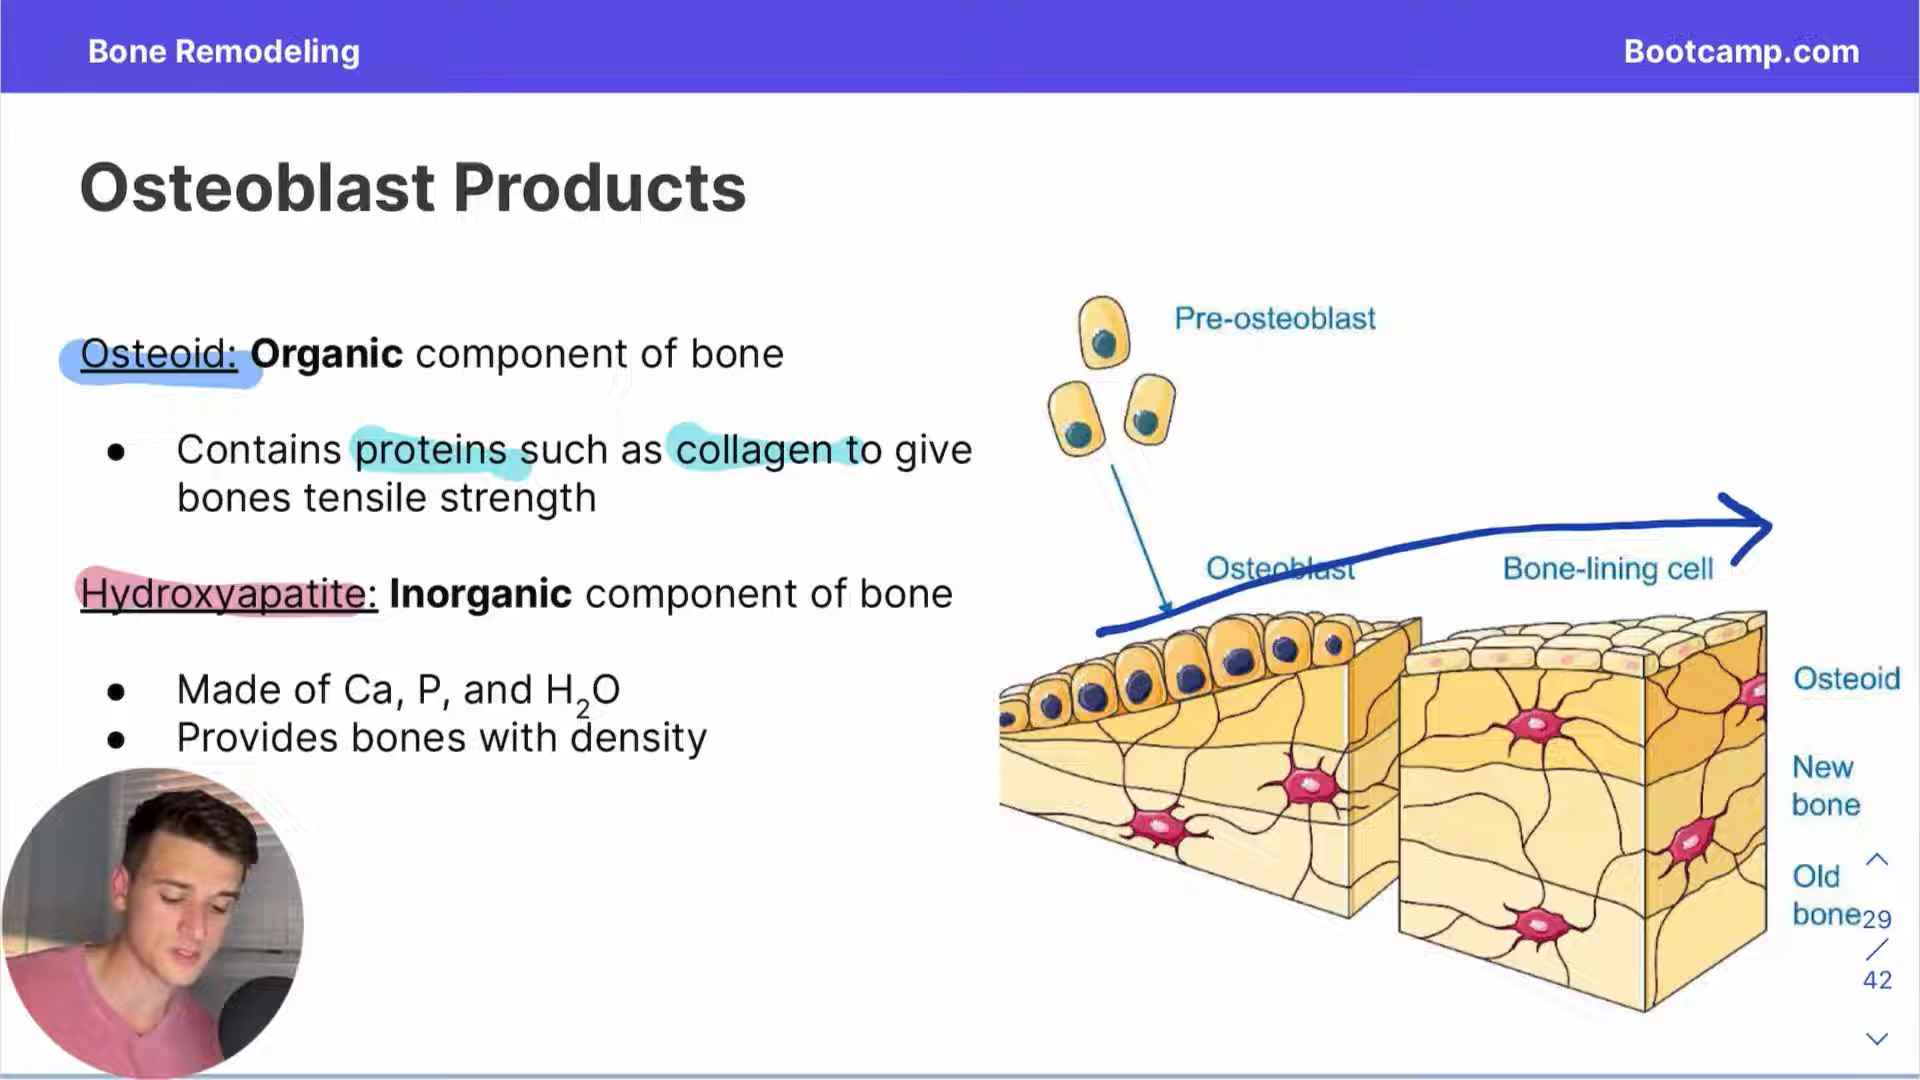 Bone Remodeling
Bootcamp.com
Osteoblast Products
Osteoid: Organic component of bone
● Contains proteins such as collagen to give
bones tensile strength
Hydroxyapatite: Inorganic component of bone
● Made of Ca, P, and H₂O
● Provides bones with density
Pre-osteoblast
Osteoblast
Bone-lining cell
Osteoid
New
bone
Old
bone
29
/
42